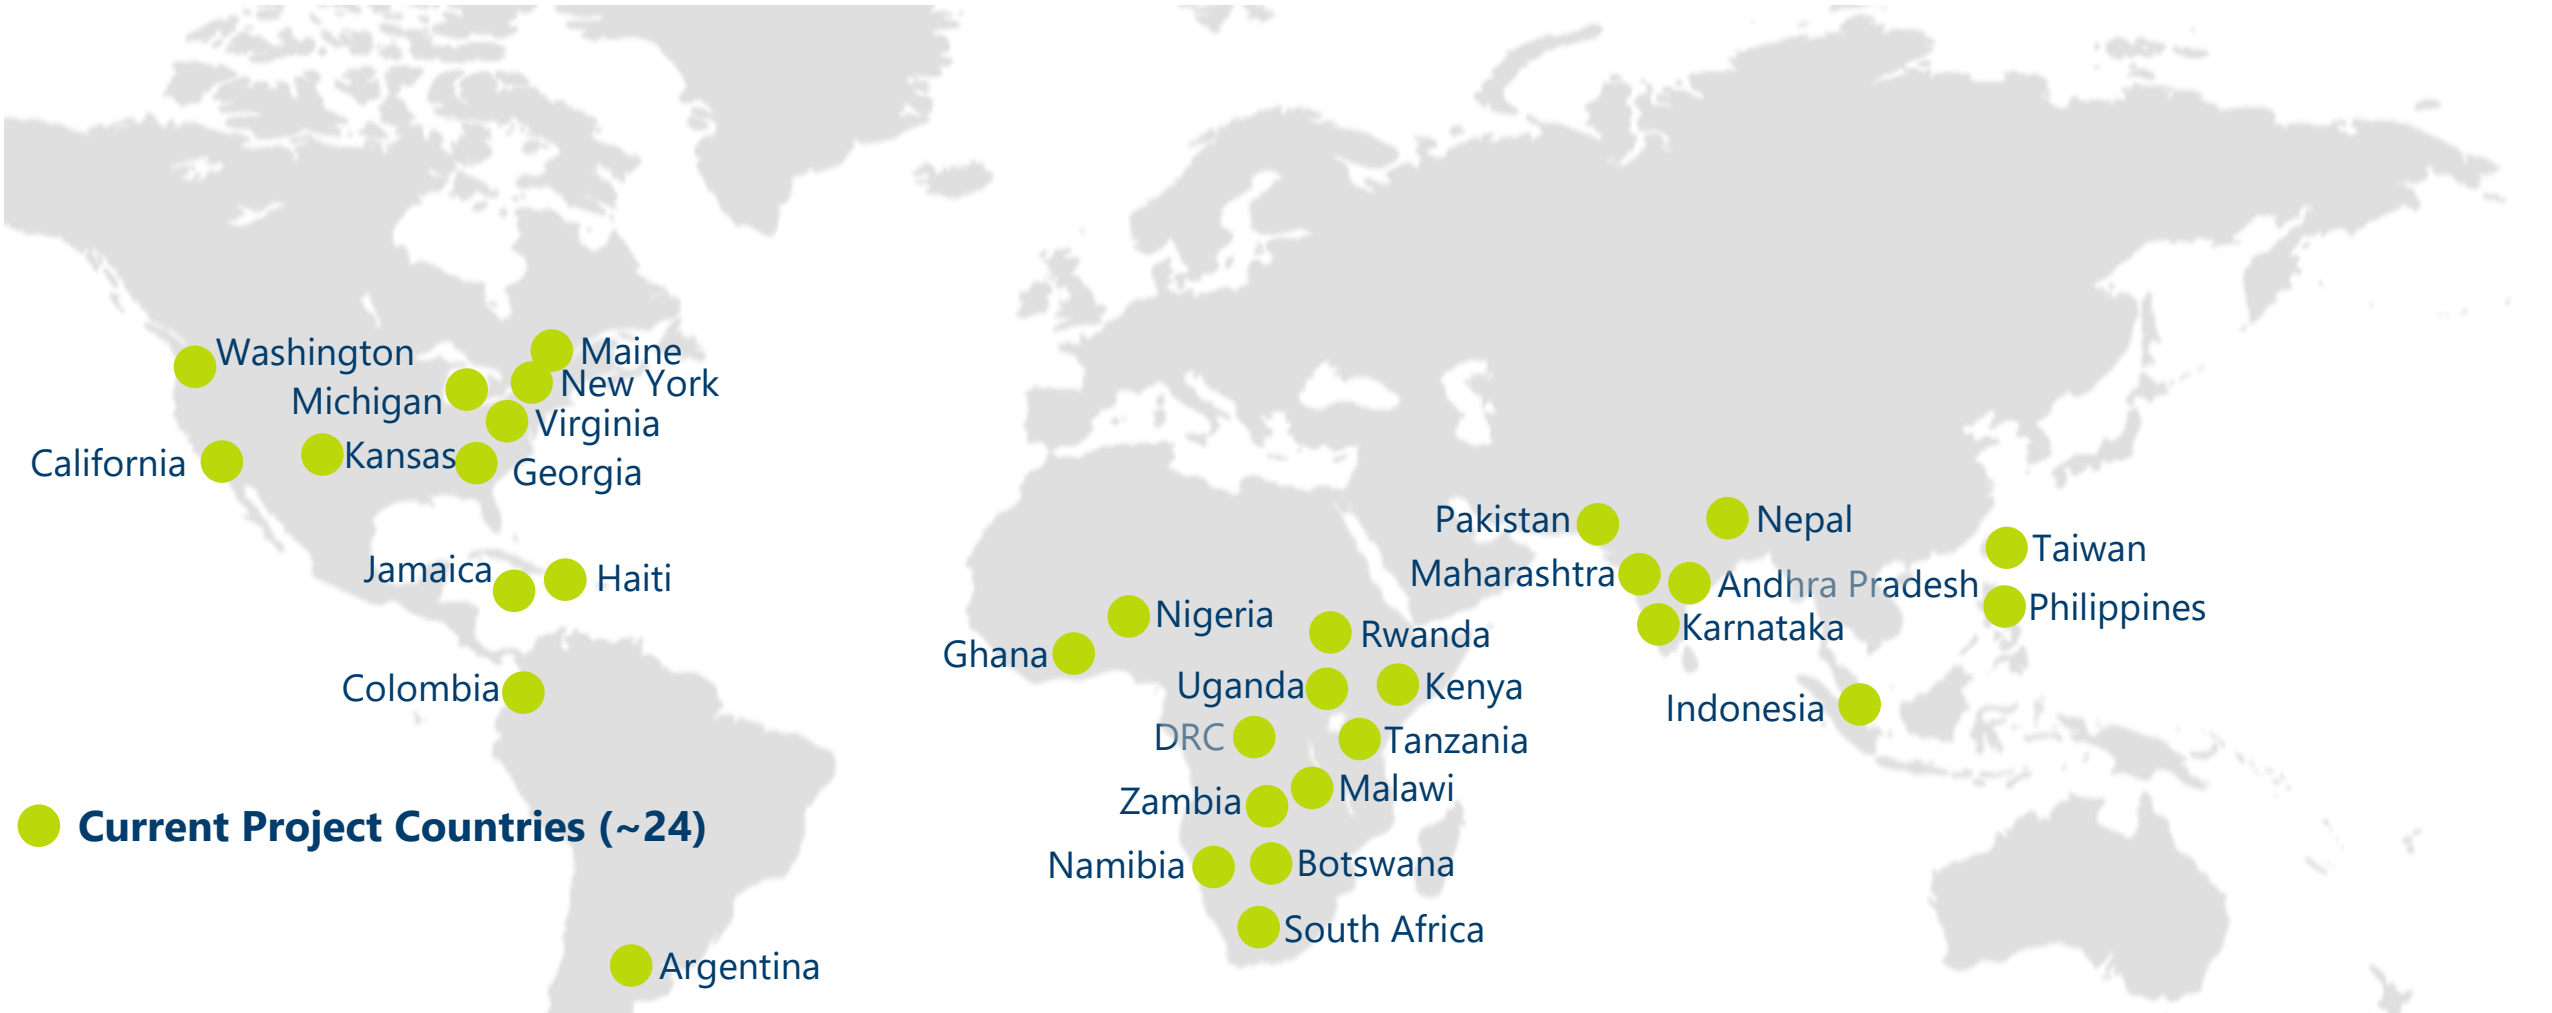 Washington
Maine
New York
Michigan
Virginia
California
Kansas
Georgia
Jamaica
Haiti
Colombia
Current Project Countries (~24)
Argentina
Nigeria
Ghana
Rwanda
Uganda
Kenya
DRC
Tanzania
Malawi
Zambia
Namibia
Botswana
South Africa
Pakistan
Nepal
Maharashtra
Andhra Pradesh
Karnataka
Taiwan
Philippines
Indonesia